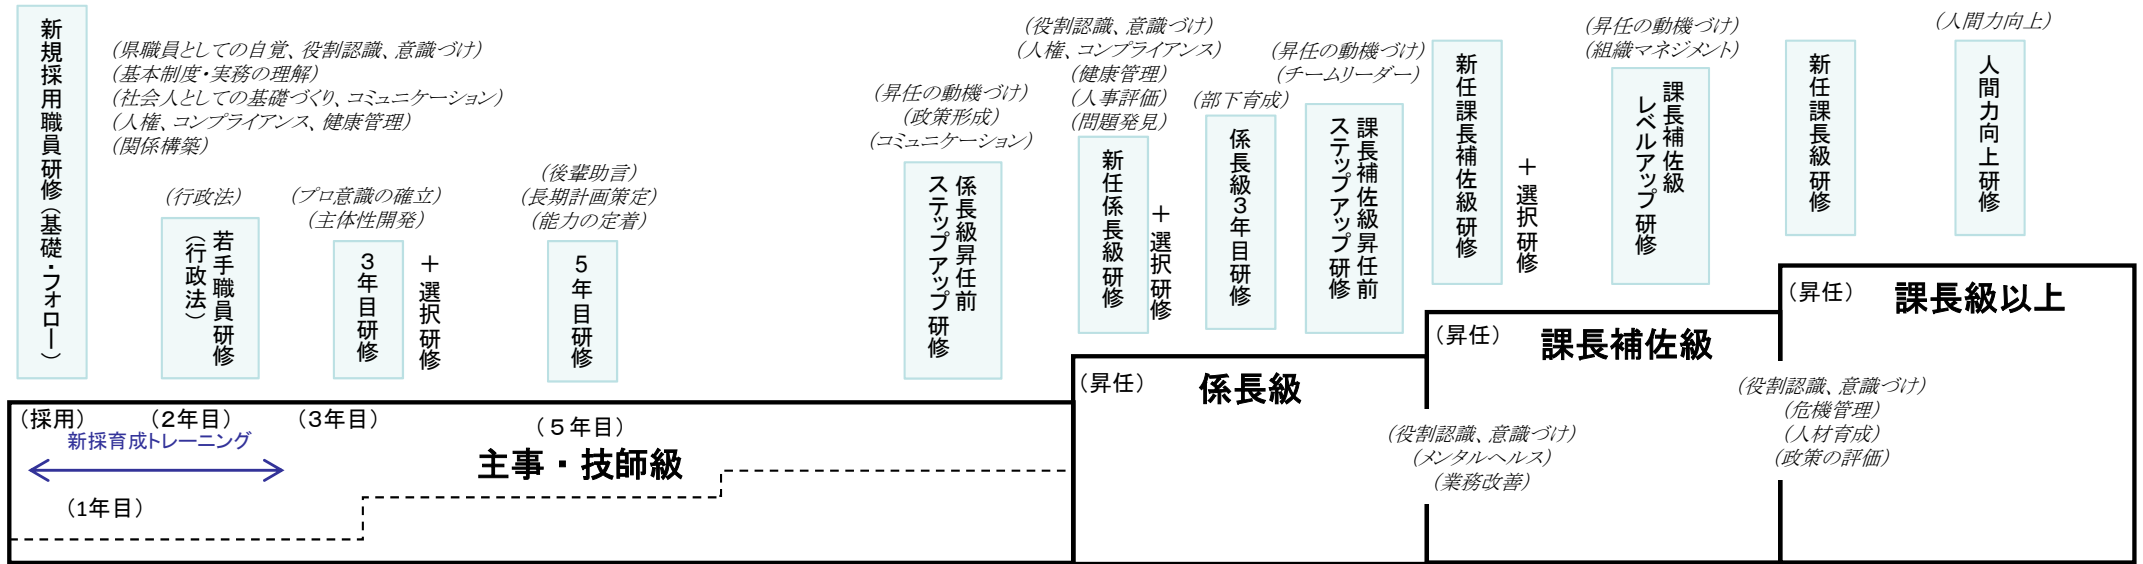 新規採用職員研修（基礎・フォロー）
（県職員としての自覚、役割認識、意識づけ）
（基本制度・実務の理解）
（社会人としての基礎づくり、コミュニケーション）
（人権、コンプライアンス、健康管理）
（関係構築）
（行政法）
若手職員研修
（行政法）
（プロ意識の確立）
（主体性開発）
３年目研修
＋選択研修
（後輩助言）
（長期計画策定）
（能力の定着）
５年目研修
（昇任の動機づけ）
（政策形成）
（コミュニケーション）
係長級昇任前
ステップアップ研修
（役割認識、意識づけ）
（人権、コンプライアンス）
（健康管理）
（人事評価）
（問題発見）
新任係長級研修
＋選択研修
（部下育成）
係長級３年目研修
（昇任の動機づけ）
（チームリーダー）
課長補佐級昇任前
ステップアップ研修
新任課長補佐級研修
＋選択研修
（昇任の動機づけ）
（組織マネジメント）
課長補佐級
レベルアップ研修
新任課長級研修
（人間力向上）
人間力向上研修
（採用）
（２年目）
（３年目）
（５年目）
新採育成トレーニング
（1年目）
主事・技師級
（昇任）
係長級
（昇任）
課長補佐級
（役割認識、意識づけ）
（メンタルヘルス）
（業務改善）
（昇任）
課長級以上
（役割認識、意識づけ）
（危機管理）
（人材育成）
（政策の評価）